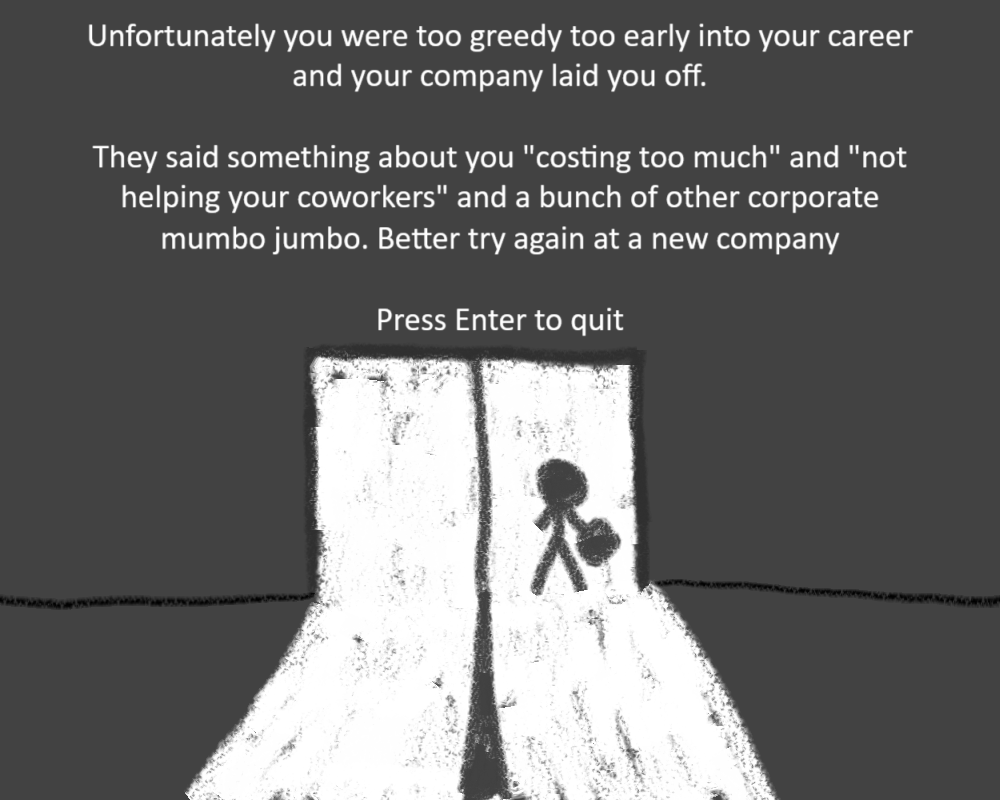 Unfortunately you were too greedy too early into your career
and your company laid you off.
They said something about you "costing too much" and "not
helping your coworkers" and a bunch of other corporate
mumbo jumbo. Better try again at a new company
Press Enter to quit